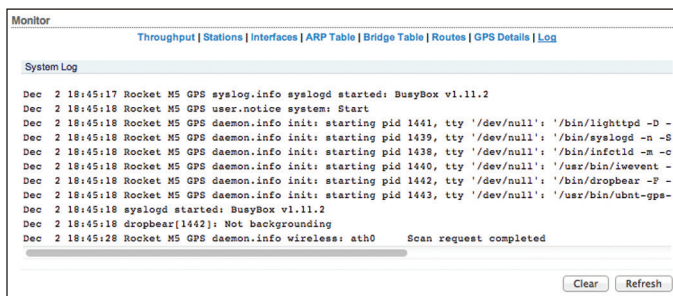 Monitor
Throughput | Stations | Interfaces | ARP Table | Bridge Table | Routes | GPS Details | Log
System Log
Dec 2 18:45:17 Rocket M5 GPS syslog.info syslogd started: BusyBox v1.11.2
Dec 2 18:45:18 Rocket M5 GPS user.notice system: Start
Dec 2 18:45:18 Rocket M5 GPS daemon.info init: starting pid 1441, tty '/dev/null': '/bin/lighttpd -D -
Dec 2 18:45:18 Rocket M5 GPS daemon.info init: starting pid 1439, tty '/dev/null': '/bin/syslogd -n -S
Dec 2 18:45:18 Rocket M5 GPS daemon.info init: starting pid 1438, tty '/dev/null': '/bin/infctld -m -c
Dec 2 18:45:18 Rocket M5 GPS daemon.info init: starting pid 1440, tty '/dev/null': '/usr/bin/iwevent -
Dec 2 18:45:18 Rocket M5 GPS daemon.info init: starting pid 1442, tty '/dev/null': '/bin/dropbear -F -
Dec 2 18:45:18 Rocket M5 GPS daemon.info init: starting pid 1443, tty '/dev/null': '/usr/bin/ubnt-gps-
Dec 2 18:45:18 syslogd started: BusyBox v1.11.2
Dec 2 18:45:18 dropbear[1442]: Not backgrounding
Dec 2 18:45:28 Rocket M5 GPS daemon.info wireless: ath0 Scan request completed
Clear Refresh